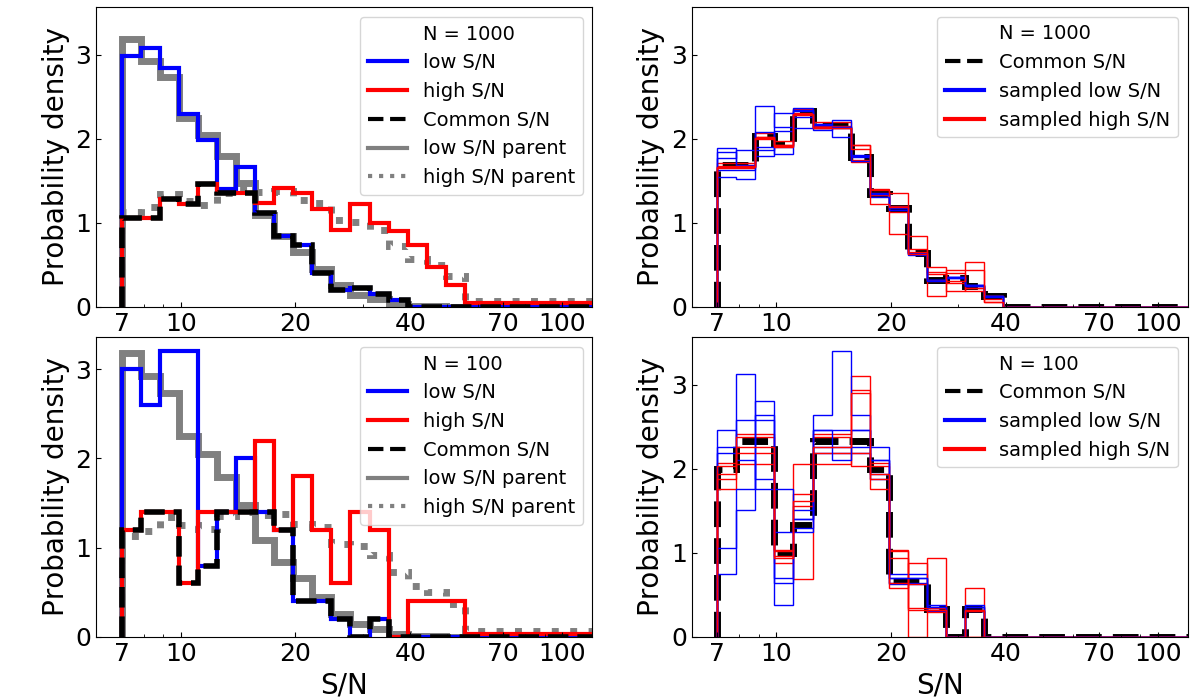 Probability density
3
2
1
0
7 10 20 40 70 100
N = 1000
low S/N
high S/N
Common S/N
low S/N parent
high S/N parent
Probability density
3
2
1
0
7 10 20 40 70 100
N = 1000
Common S/N
sampled low S/N
sampled high S/N
Probability density
3
2
1
0
7 10 20 40 70 100
S/N
N = 100
low S/N
high S/N
Common S/N
low S/N parent
high S/N parent
Probability density
3
2
1
0
7 10 20 40 70 100
S/N
N = 100
Common S/N
sampled low S/N
sampled high S/N